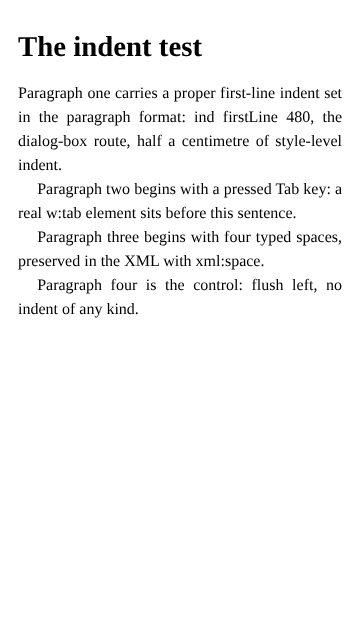 The indent test
Paragraph one carries a proper first-line indent set
in the paragraph format: ind firstLine 480, the
dialog-box route, half a centimetre of style-level
indent.
Paragraph two begins with a pressed Tab key: a
real w:tab element sits before this sentence.
Paragraph three begins with four typed spaces,
preserved in the XML with xml:space.
Paragraph four is the control: flush left, no
indent of any kind.